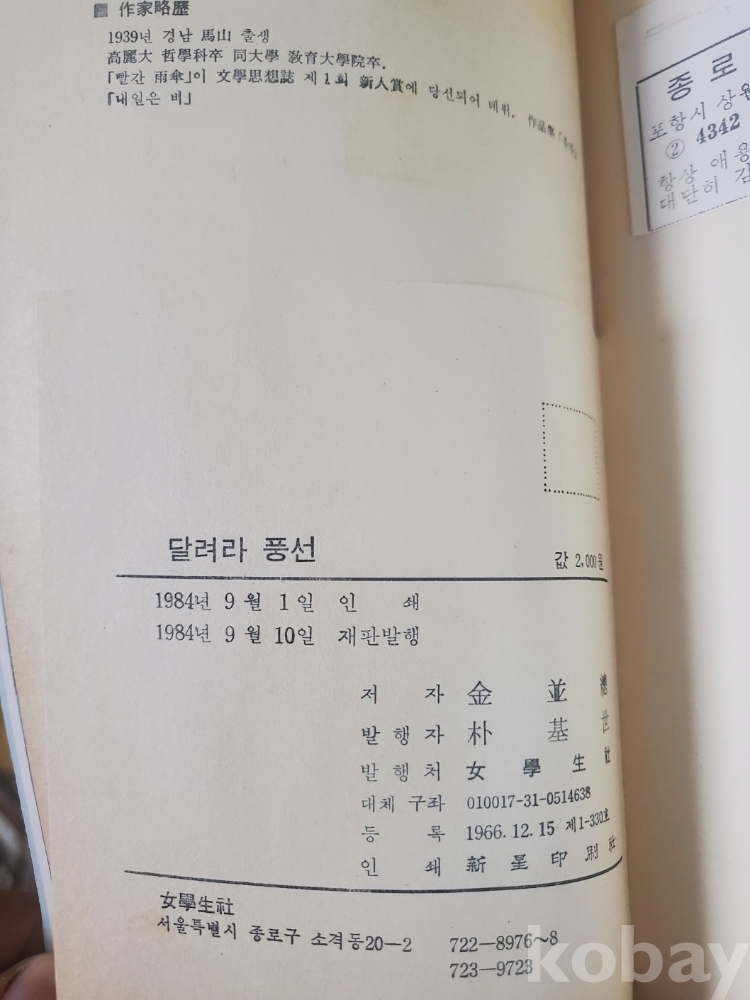 ■ 作家略歷
1939년 경남 馬山 출생
高麗大 哲學科卒 同大學 敎育大學院卒.
「빨간 雨傘」이 文學思想誌 제1회 新人賞에 당선되어 데뷔. 作品集
「내일은 비」
종로
포항시 상원
② 4342
항상 애용
대단히 감
달려라 풍선 값 2,000원
1984년 9월 1일 인 쇄
1984년 9월 10일 재판발행
저 자 金 並 總
발행자 朴 基 世
발행처 女 學 生 社
대체 구좌 010017-31-0514638
등 록 1966.12.15 제1-330호
인 쇄 新 星 印 刷 社
女學生社
서울특별시 종로구 소격동20-2 722-8976~8
723-9723
kobay